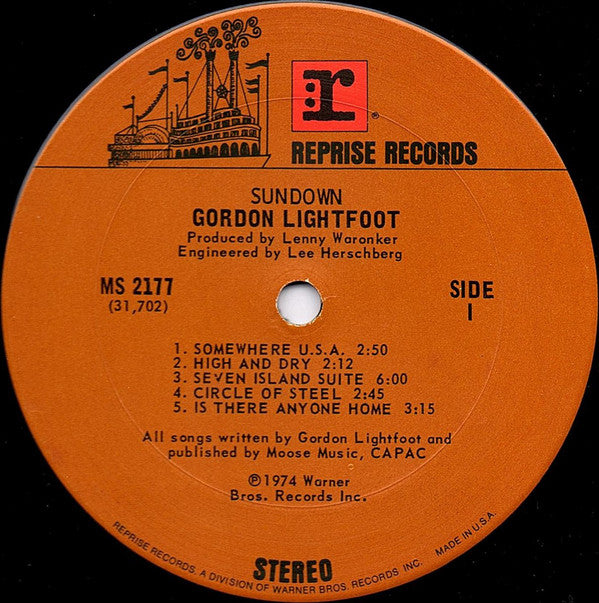 :r
®
REPRISE RECORDS
SUNDOWN
GORDON LIGHTFOOT
Produced by Lenny Waronker
Engineered by Lee Herschberg
MS 2177
(31,702)
SIDE
1
1. SOMEWHERE U.S.A. 2:50
2. HIGH AND DRY 2:12
3. SEVEN ISLAND SUITE 6:00
4. CIRCLE OF STEEL 2:45
5. IS THERE ANYONE HOME 3:15
All songs written by Gordon Lightfoot and
published by Moose Music, CAPAC
℗1974 Warner
Bros. Records Inc.
STEREO
REPRISE RECORDS, A DIVISION OF WARNER BROS. RECORDS INC. MADE IN U.S.A.